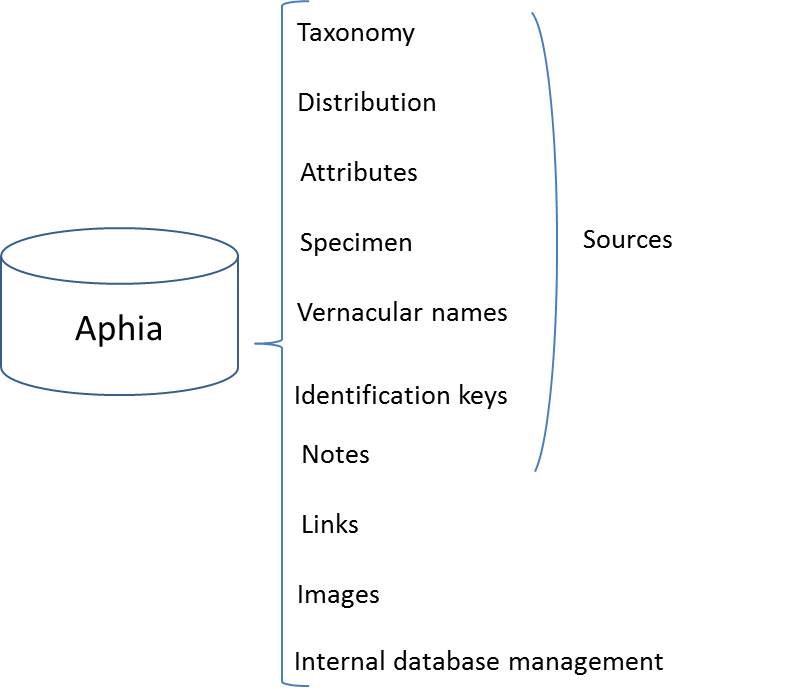 Aphia
Taxonomy
Distribution
Attributes
Specimen
Vernacular names
Identification keys
Notes
Links
Images
Internal database management
Sources